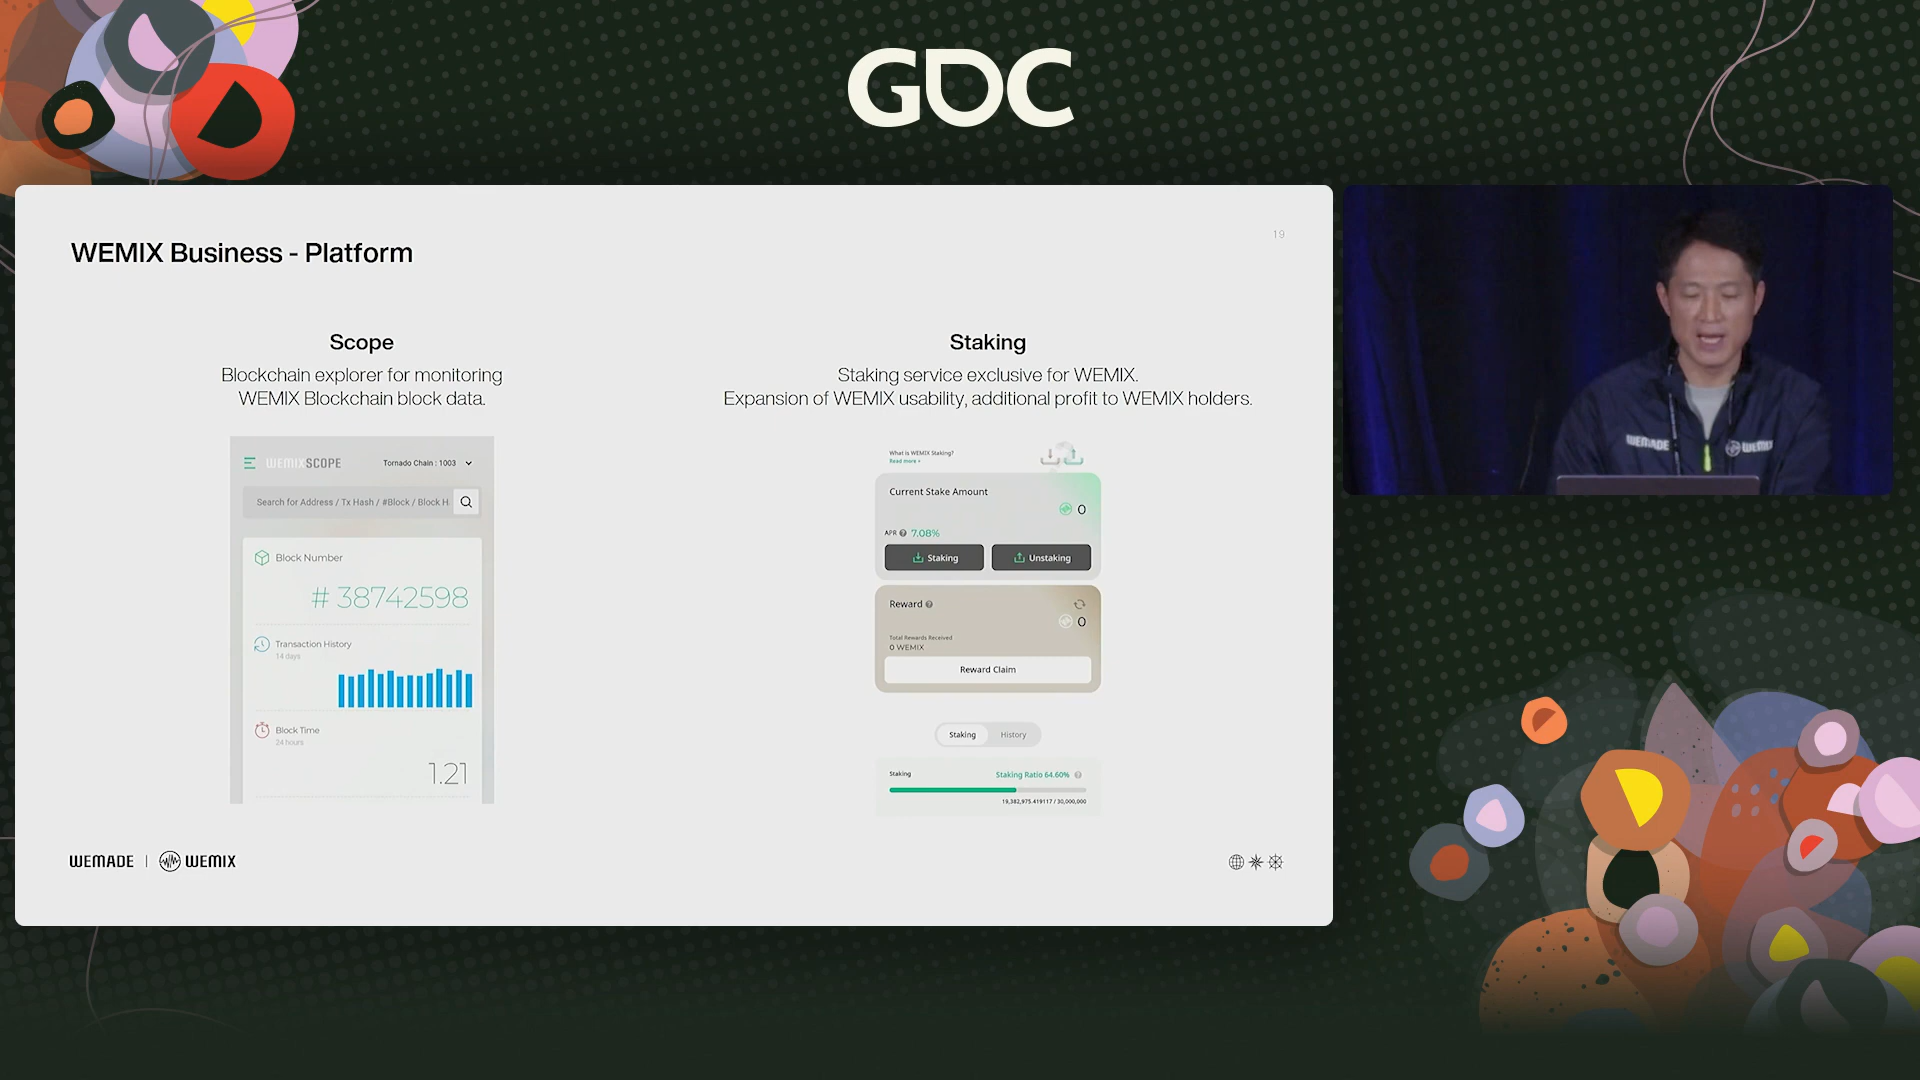 GDC
WEMIX Business - Platform
19
Scope
Blockchain explorer for monitoring
WEMIX Blockchain block data.
WEMIXSCOPE
Tornado Chain : 1003
Search for Address / Tx Hash / #Block / Block H
Block Number
# 38742598
Transaction History
14 days
Block Time
24 hours
1.21
Staking
Staking service exclusive for WEMIX.
Expansion of WEMIX usability, additional profit to WEMIX holders.
What is WEMIX Staking?
Read more +
Current Stake Amount
0
APR ? 7.08%
Staking
Unstaking
Reward ?
0
Total Rewards Received
0 WEMIX
Reward Claim
Staking
History
Staking
Staking Ratio 64.60% ?
19,382,975.419117 / 30,000,000
WEMADE | WEMIX
WEMADE
WEMIX